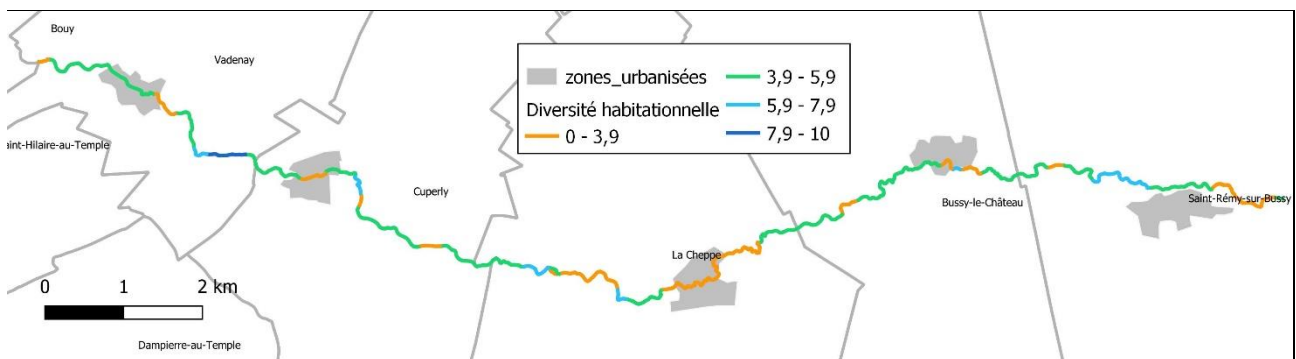 Bouy
Vadenay
aint-Hilaire-au-Temple
Cuperly
La Cheppe
Bussy-le-Château
Saint-Rémy-sur-Bussy
Dampierre-au-Temple
zones_urbanisées
Diversité habitationnelle
0 - 3,9
3,9 - 5,9
5,9 - 7,9
7,9 - 10
0 1 2 km